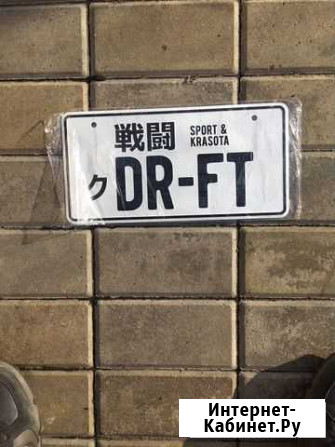 戦闘 SPORT &
KRASOTA
ク DR-FT
Интернет-
Кабинет.Ру